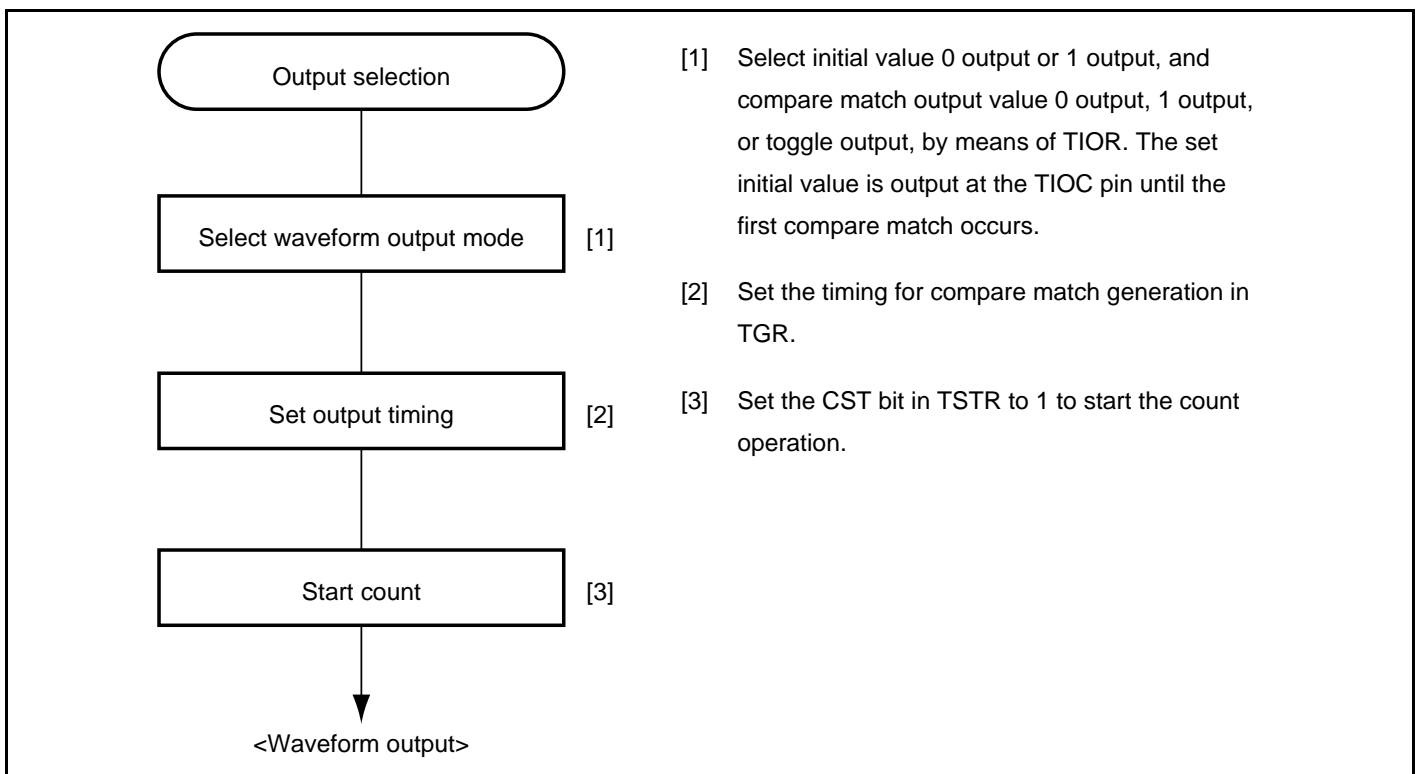 Output selection
Select waveform output mode
[1]
Set output timing
[2]
Start count
[3]
<Waveform output>
[1] Select initial value 0 output or 1 output, and
compare match output value 0 output, 1 output,
or toggle output, by means of TIOR. The set
initial value is output at the TIOC pin until the
first compare match occurs.
[2] Set the timing for compare match generation in
TGR.
[3] Set the CST bit in TSTR to 1 to start the count
operation.